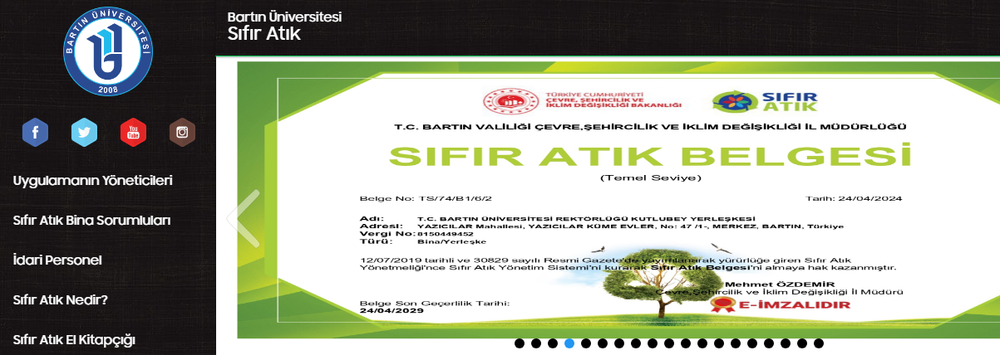 BARTIN ÜNİVERSİTESİ
2008
Uygulamanın Yöneticileri
Sıfır Atık Bina Sorumluları
İdari Personel
Sıfır Atık Nedir?
Sıfır Atık El Kitapçığı
Bartın Üniversitesi
Sıfır Atık
TÜRKİYE CUMHURİYETİ
ÇEVRE, ŞEHİRCİLİK VE
İKLİM DEĞİŞİKLİĞİ BAKANLIĞI
SIFIR
ATIK
T.C. BARTIN VALİLİĞİ ÇEVRE,ŞEHİRCİLİK VE İKLİM DEĞİŞİKLİĞİ İL MÜDÜRLÜĞÜ
SIFIR ATIK BELGESİ
(Temel Seviye)
Belge No: TS/74/B1/6/2 Tarih: 24/04/2024
Adı: T.C. BARTIN ÜNİVERSİTESİ REKTÖRLÜĞÜ KUTLUBEY YERLEŞKESİ
Adresi: YAZICILAR Mahallesi, YAZICILAR KÜME EVLER, No: 47 /1-, MERKEZ, BARTIN, Türkiye
Vergi No: 8150449452
Türü: Bina/Yerleşke
12/07/2019 tarihli ve 30829 sayılı Resmi Gazete'de yayımlanarak yürürlüğe giren Sıfır Atık
Yönetmeliği'nce Sıfır Atık Yönetim Sistemi'ni kurarak Sıfır Atık Belgesi'ni almaya hak kazanmıştır.
Mehmet ÖZDEMİR
Çevre,Şehircilik ve İklim Değişikliği İl Müdürü
Belge Son Geçerlilik Tarihi:
24/04/2029
E-İMZALIDIR